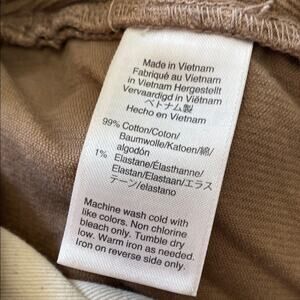 Made in Vietnam
Fabriqué au Vietnam
in Vietnam Hergestellt
Vervaardigd in Viëtnam
ベトナム製
Hecho en Vietnam
99% Cotton/Coton/
Baumwolle/Katoen/綿/
algodón
1% Elastane/Élasthanne/
Elastan/Elastaan/エラス
テーン/elastano
Machine wash cold with
like colors. Non chlorine
bleach only. Tumble dry
low. Warm iron as needed.
Iron on reverse side only.